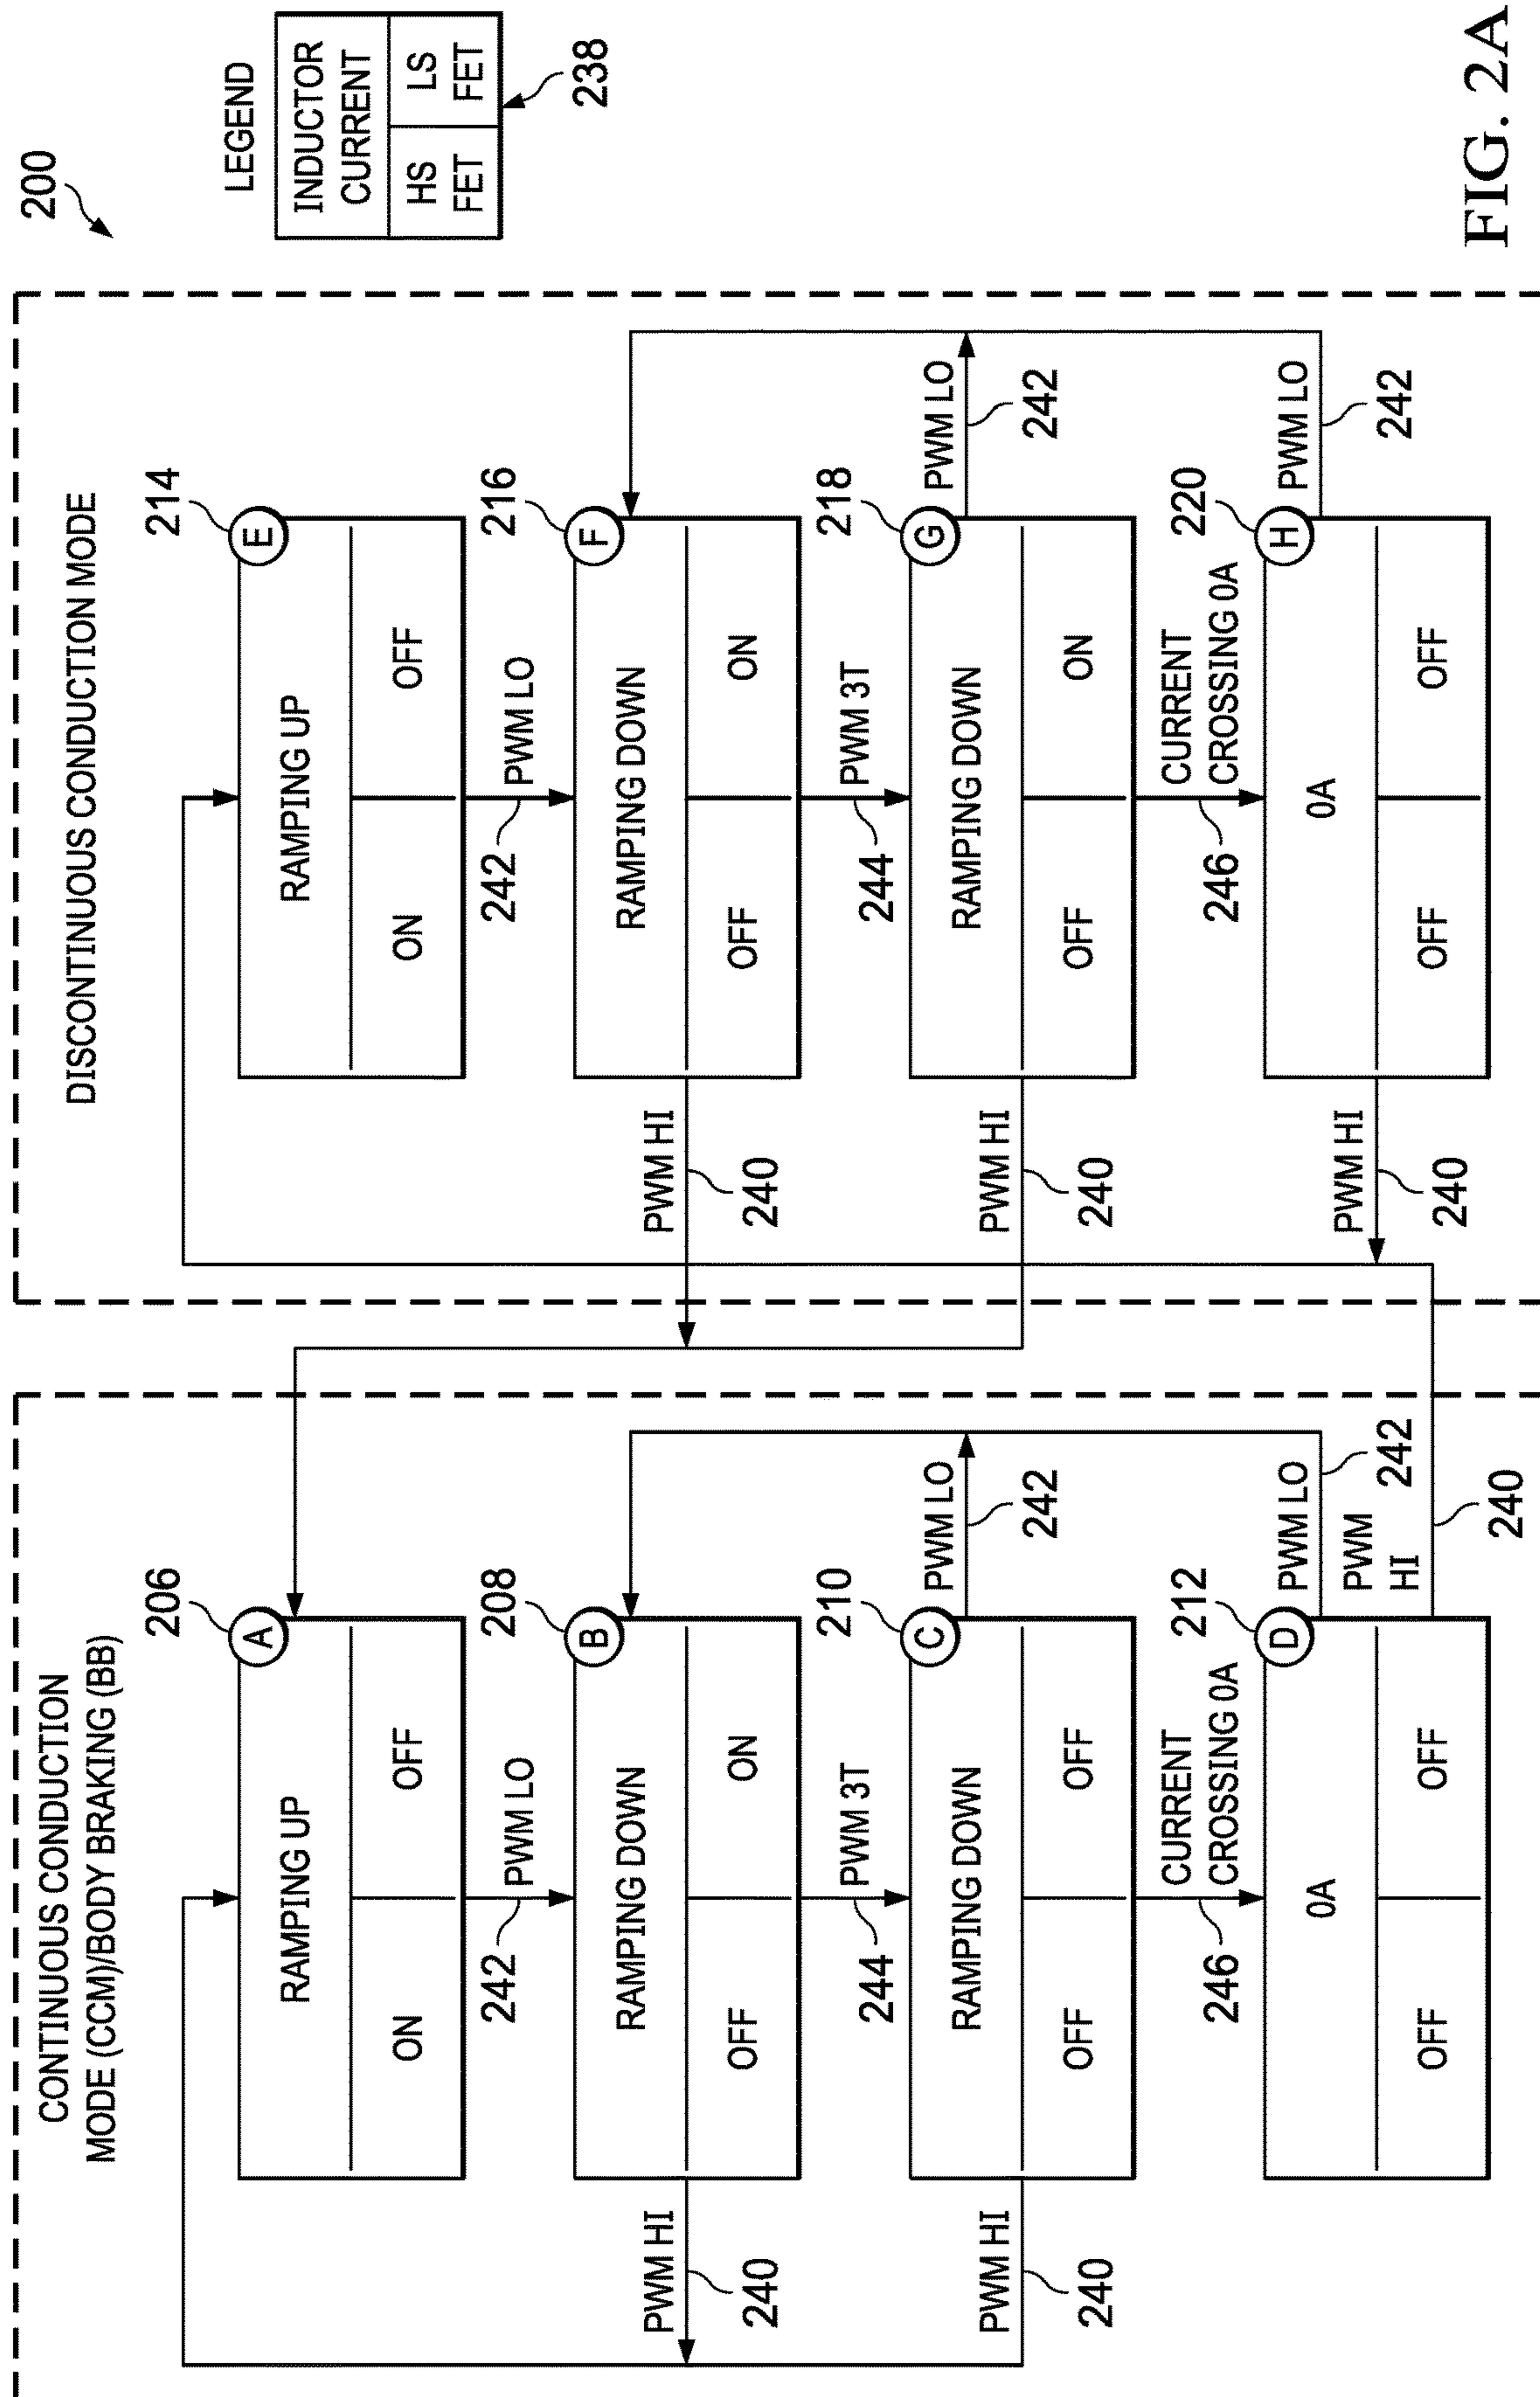 200
LEGEND
INDUCTOR
CURRENT
HS
FET
LS
FET
238
CONTINUOUS CONDUCTION
MODE (CCM)/BODY BRAKING (BB)
206
A
RAMPING UP
ON
OFF
242
PWM LO
208
B
RAMPING DOWN
OFF
ON
PWM HI
240
244
PWM 3T
210
C
RAMPING DOWN
OFF
OFF
PWM HI
240
PWM LO
242
246
CURRENT
CROSSING 0A
212
D
0A
OFF
OFF
PWM LO
242
PWM
HI
240
DISCONTINUOUS CONDUCTION MODE
214
E
RAMPING UP
ON
OFF
242
PWM LO
216
F
RAMPING DOWN
OFF
ON
PWM HI
240
244
PWM 3T
218
G
RAMPING DOWN
OFF
ON
PWM HI
240
PWM LO
242
246
CURRENT
CROSSING 0A
220
H
0A
OFF
OFF
PWM HI
240
PWM LO
242
FIG. 2A